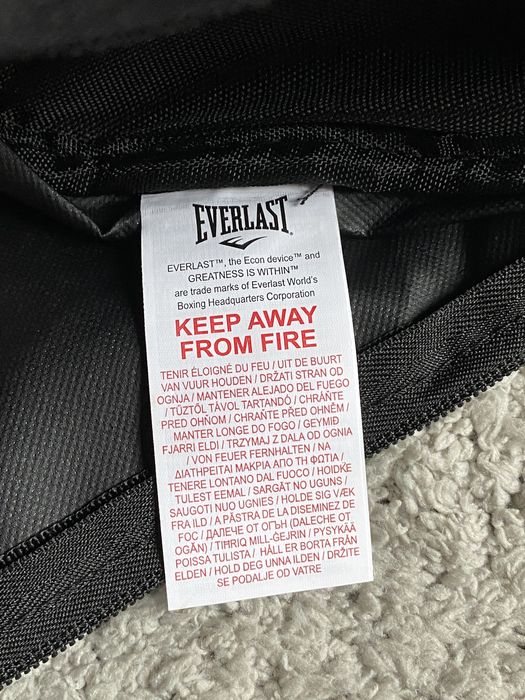 EVERLAST
EVERLAST™, the Econ device™ and
GREATNESS IS WITHIN™
are trade marks of Everlast World's
Boxing Headquarters Corporation
KEEP AWAY
FROM FIRE
TENIR ÉLOIGNÉ DU FEU / UIT DE BUURT
VAN VUUR HOUDEN / DRŽATI STRAN OD
OGNJA / MANTENER ALEJADO DEL FUEGO
/ TŰZTŐL TÁVOL TARTANDÓ / CHRÁŇTE
PRED OHŇOM / CHRAŇTE PŘED OHNĚM /
MANTER LONGE DO FOGO / GEYMID
FJARRI ELDI / TRZYMAJ Z DALA OD OGNIA
/ VON FEUER FERNHALTEN / ΝΑ
ΔΙΑΤΗΡΕΙΤΑΙ ΜΑΚΡΙΑ ΑΠΟ ΤΗ ΦΩΤΙΑ /
TENERE LONTANO DAL FUOCO / HOIDKE
TULEST EEMAL / SARGĀT NO UGUNS /
SAUGOTI NUO UGNIES / HOLDE SIG VÆK
FRA ILD / A PĂSTRA DE LA DISEMINEZ DE
FOC / ДАЛЕЧЕ ОТ ОГЪН (DALECHE OT
OGŬN) / TIĦRIQ MILL-ĠEJRIN / PYSYKÄÄ
POISSA TULISTA / HÅLL ER BORTA FRÅN
ELDEN / HOLD DEG UNNA ILDEN / DRŽITE
SE PODALJE OD VATRE